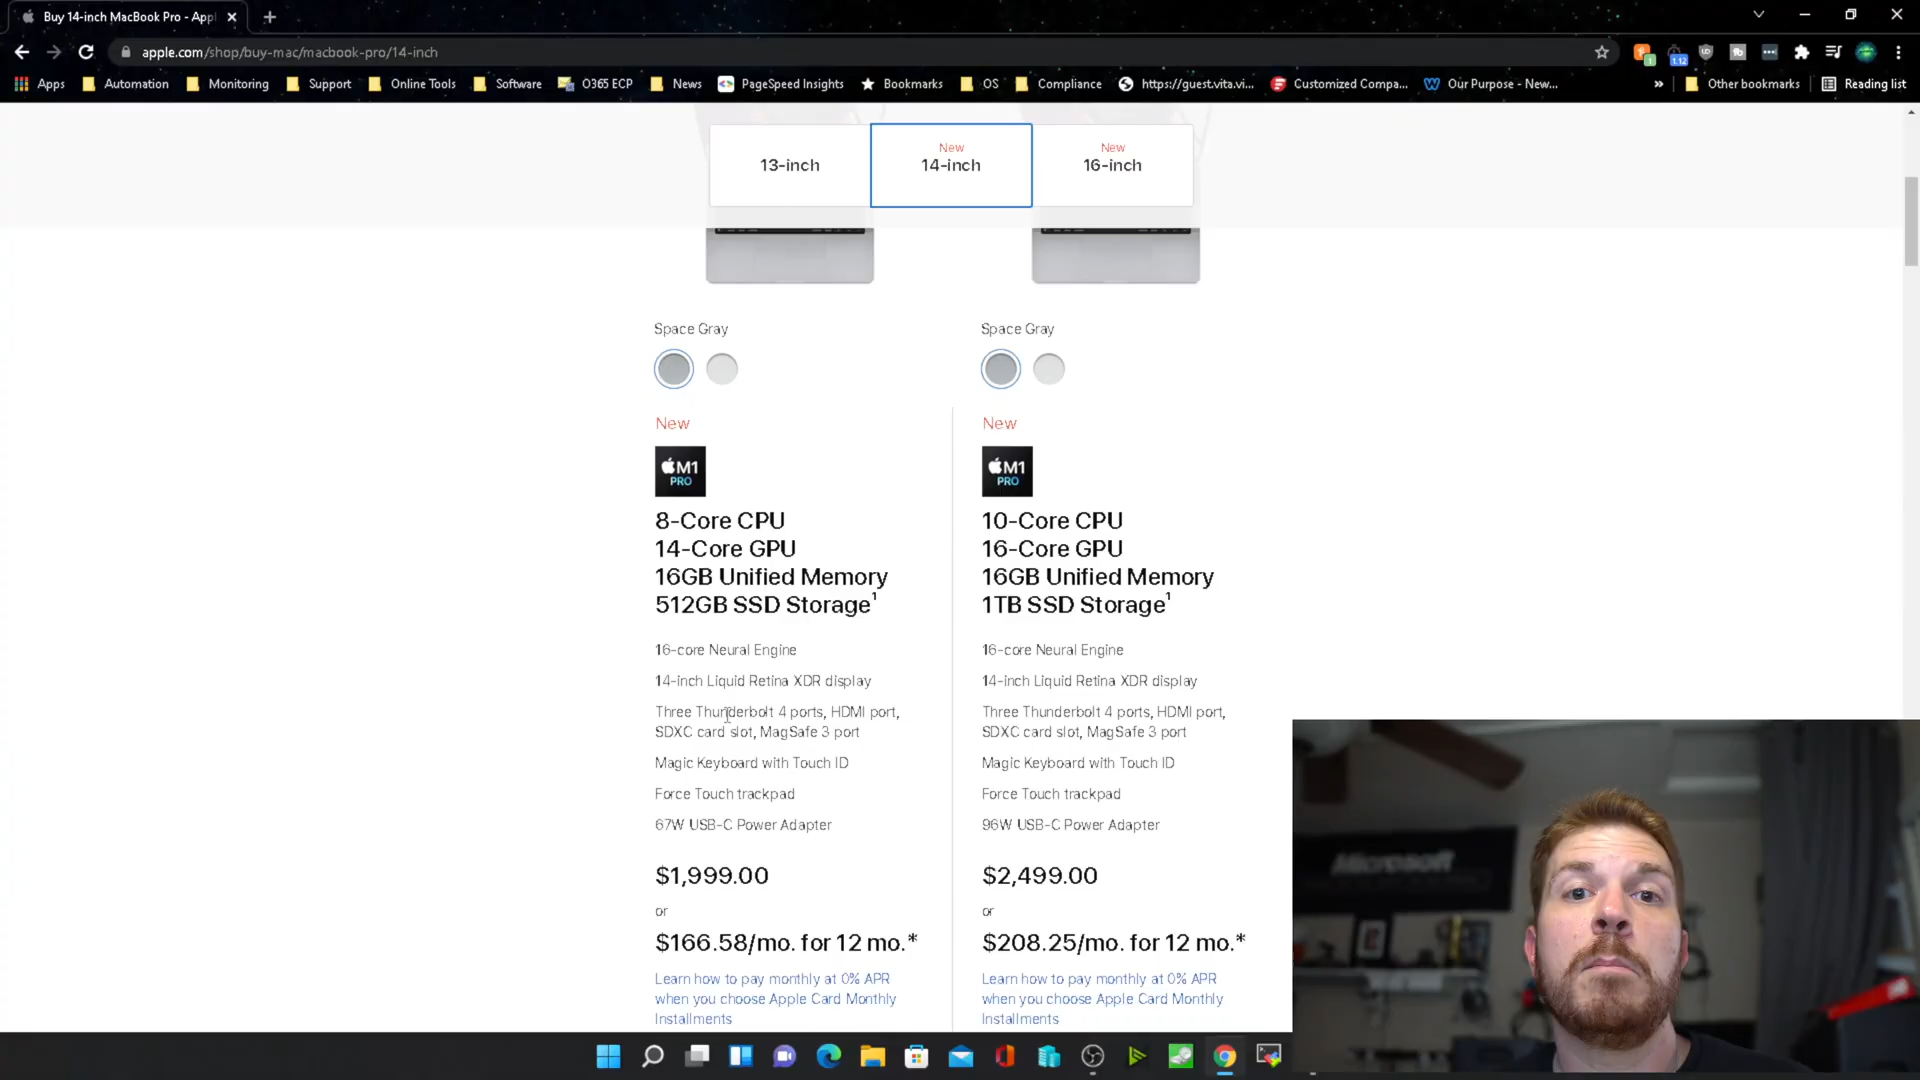 Buy 14-inch MacBook Pro - Appl
apple.com/shop/buy-mac/macbook-pro/14-inch
1
1.12
Apps
Automation
Monitoring
Support
Online Tools
Software
O365 ECP
News
PageSpeed Insights
Bookmarks
OS
Compliance
https://guest.vita.vi...
Customized Compa...
Our Purpose - New...
»
Other bookmarks
Reading list
13-inch
New
14-inch
New
16-inch
Space Gray
New
M1
PRO
8-Core CPU
14-Core GPU
16GB Unified Memory
512GB SSD Storage¹
16-core Neural Engine
14-inch Liquid Retina XDR display
Three Thunderbolt 4 ports, HDMI port,
SDXC card slot, MagSafe 3 port
Magic Keyboard with Touch ID
Force Touch trackpad
67W USB-C Power Adapter
$1,999.00
or
$166.58/mo. for 12 mo.*
Learn how to pay monthly at 0% APR
when you choose Apple Card Monthly
Installments
Space Gray
New
M1
PRO
10-Core CPU
16-Core GPU
16GB Unified Memory
1TB SSD Storage¹
16-core Neural Engine
14-inch Liquid Retina XDR display
Three Thunderbolt 4 ports, HDMI port,
SDXC card slot, MagSafe 3 port
Magic Keyboard with Touch ID
Force Touch trackpad
96W USB-C Power Adapter
$2,499.00
or
$208.25/mo. for 12 mo.*
Learn how to pay monthly at 0% APR
when you choose Apple Card Monthly
Installments
Microsoft